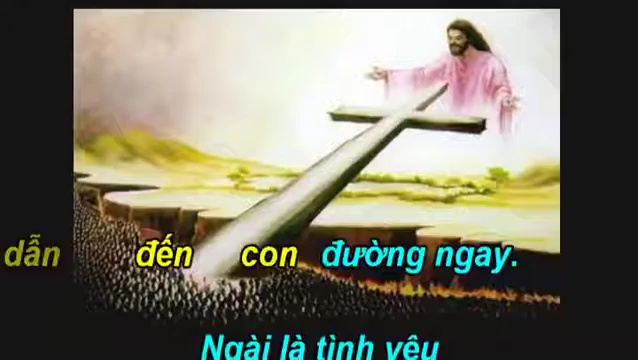 dẫn đến con đường ngay.
Ngài là tình yêu